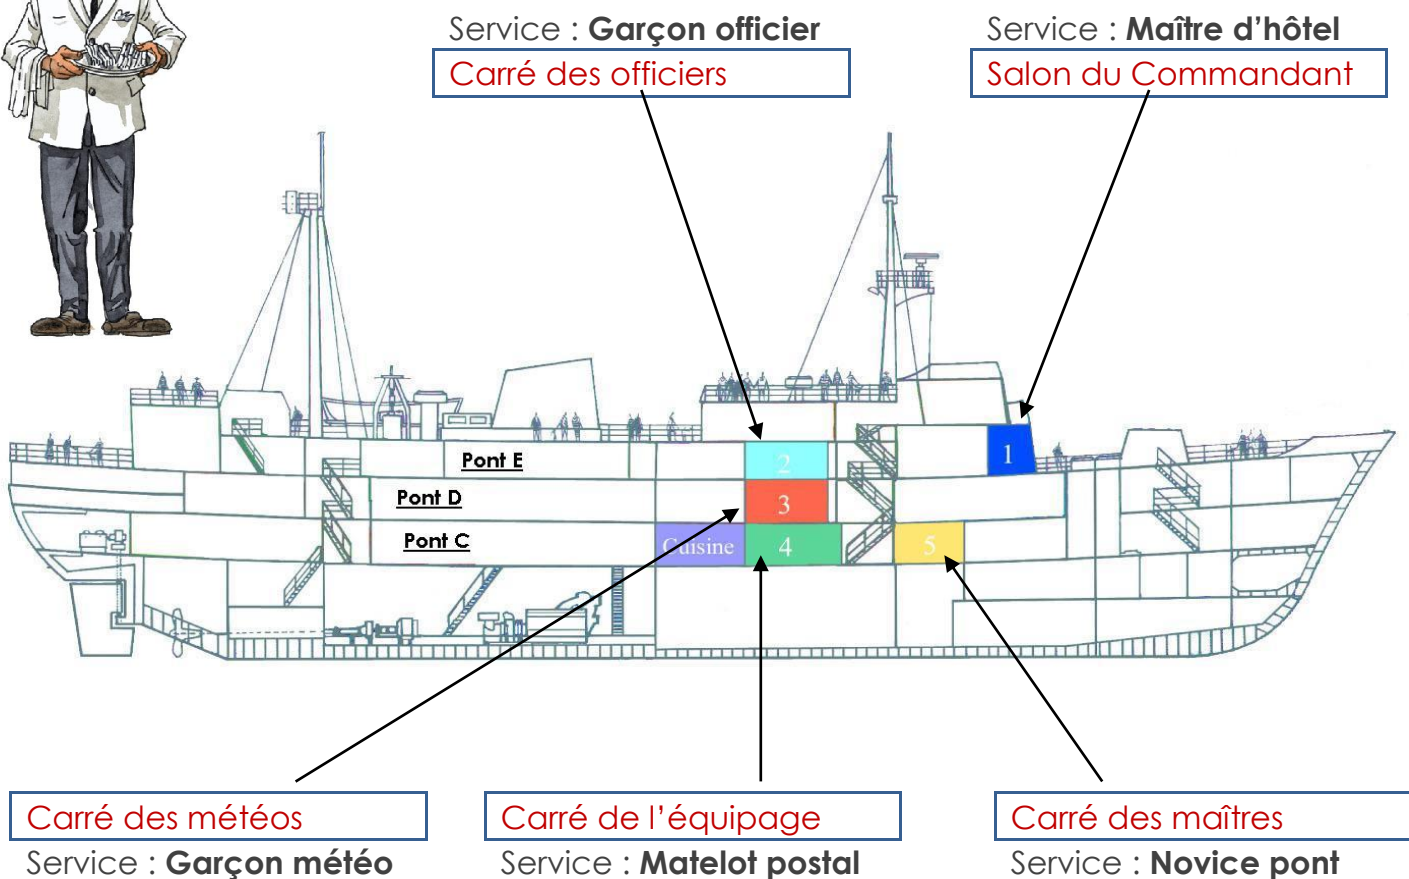 Service : Garçon officier
Service : Maître d’hôtel
Carré des officiers
Salon du Commandant
1
Pont E
2
Pont D
3
Pont C
Cuisine
4
5
Carré des météos
Carré de l’équipage
Carré des maîtres
Service : Garçon météo
Service : Matelot postal
Service : Novice pont